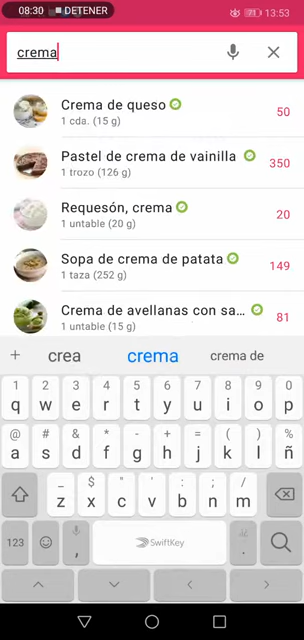 08:30 DETENER
71 13:53
crema
Crema de queso
1 cda. (15 g)
50
Pastel de crema de vainilla
1 trozo (126 g)
350
Requesón, crema
1 untable (20 g)
20
Sopa de crema de patata
1 taza (252 g)
149
Crema de avellanas con sa...
1 untable (15 g)
81
+ crea crema crema de
1 2 3 4 5 6 7 8 9 0
q w e r t y u i o p
@ # & * - + = ( ) %
a s d f g h j k l ñ
_ $ " ' : ; /
z x c v b n m
123 , SwiftKey .